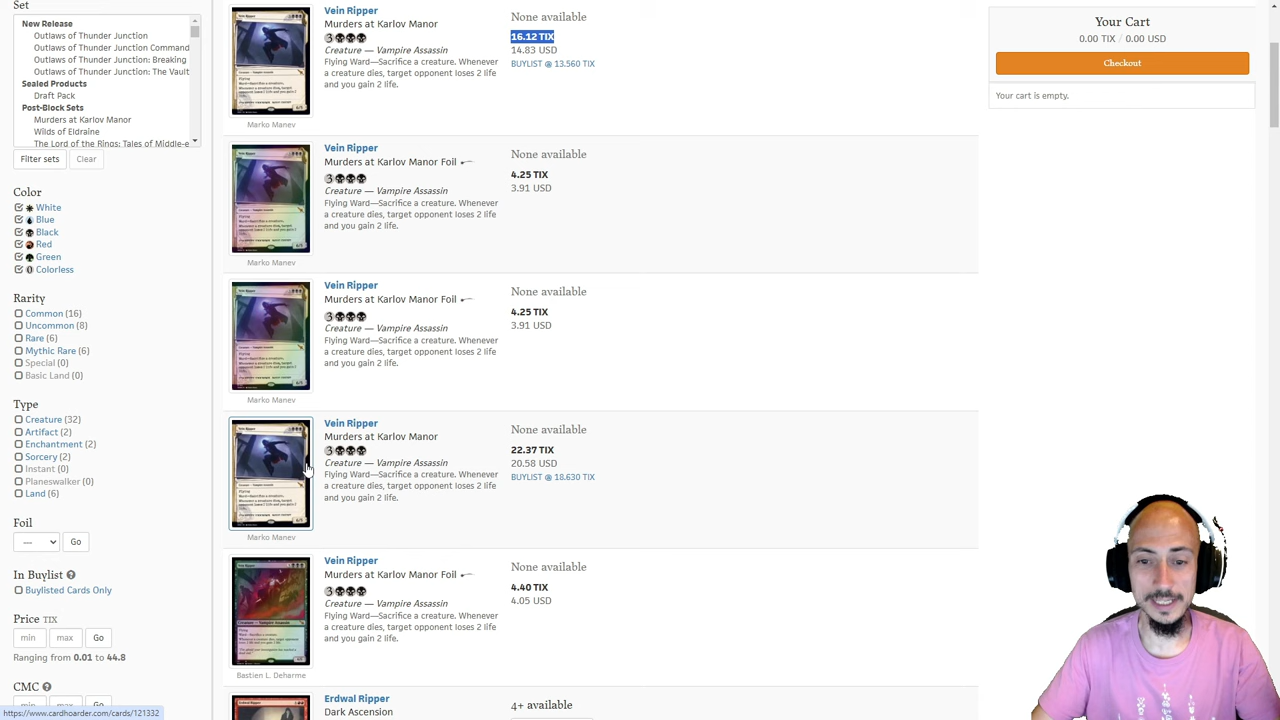 Set
New Release
Outlaws of Thunder Junction
Outlaws of Thunder Junction Command
Outlaws of Thunder Junction: Breaking
Outlaws of Thunder Junction: The Vault
Sealed Product
Draft Pack
Standard Sets
Murders at Karlov Manor
Wilds of Eldraine
The Lord of the Rings: Tales of Middle-e
Filter sets
Clear
Color
White
Blue
Black
Red
Green
Colorless
Rarity
Common (16)
Uncommon (8)
Rare (6)
Mythic Rare (6)
Special (0)
Basic Land (0)
Type
Creature (32)
Artifact (2)
Enchantment (2)
Sorcery (2)
Instant (0)
Planeswalker (0)
Land (6)
---
Go
In Buylist ?
Buylisted Cards Only
TIX
max
to 44.8
min
max
Go
https://www.cardhoarder.com/cards/121332
Vein Ripper
Murders at Karlov Manor
3
Creature — Vampire Assassin
Flying Ward—Sacrifice a creature. Whenever
a creature dies, target opponent loses 2 life
and you gain 2 life.
None available
16.12 TIX
14.83 USD
BUYLIST @ 13.560 TIX
Marko Manev
Vein Ripper
Murders at Karlov Manor Foil
3
Creature — Vampire Assassin
Flying Ward—Sacrifice a creature. Whenever
a creature dies, target opponent loses 2 life
and you gain 2 life.
None available
4.25 TIX
3.91 USD
Marko Manev
Vein Ripper
Murders at Karlov Manor Foil
3
Creature — Vampire Assassin
Flying Ward—Sacrifice a creature. Whenever
a creature dies, target opponent loses 2 life
and you gain 2 life.
None available
4.25 TIX
3.91 USD
Marko Manev
Vein Ripper
Murders at Karlov Manor
3
Creature — Vampire Assassin
Flying Ward—Sacrifice a creature. Whenever
a creature dies, target opponent loses 2 life
and you gain 2 life.
None available
22.37 TIX
20.58 USD
BUYLIST @ 18.630 TIX
Marko Manev
Vein Ripper
Murders at Karlov Manor Foil
3
Creature — Vampire Assassin
Flying Ward—Sacrifice a creature. Whenever
a creature dies, target opponent loses 2 life
and you gain 2 life.
None available
4.40 TIX
4.05 USD
Bastien L. Deharme
Erdwal Ripper
Dark Ascension
4+ available
Your Cart
0.00 TIX / 0.00 USD
Checkout
Your cart is empty.